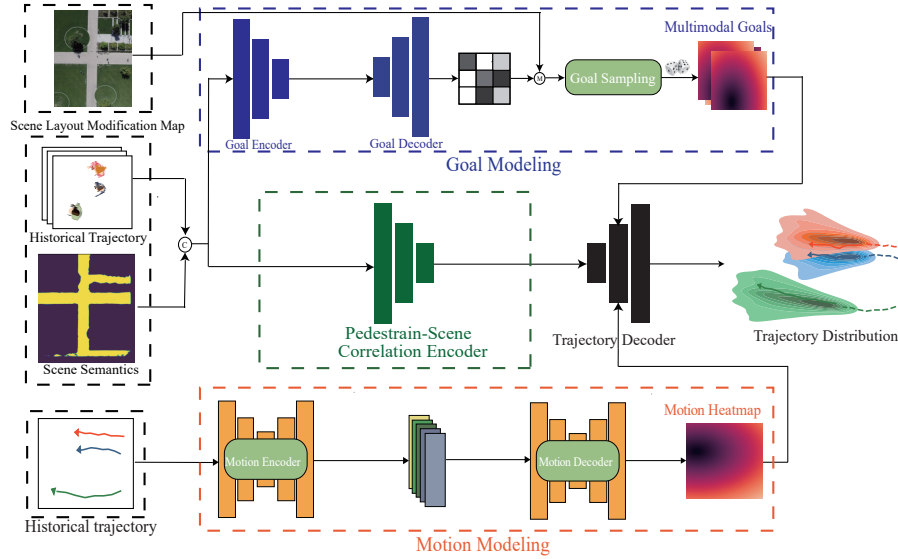 Multimodal Goals
Goal Sampling
M
Scene Layout Modification Map
Goal Encoder
Goal Decoder
Goal Modeling
Historical Trajectory
C
Scene Semantics
Pedestrain-Scene
Correlation Encoder
Trajectory Decoder
Trajectory Distribution
Motion Heatmap
Motion Encoder
Motion Decoder
Historical trajectory
Motion Modeling